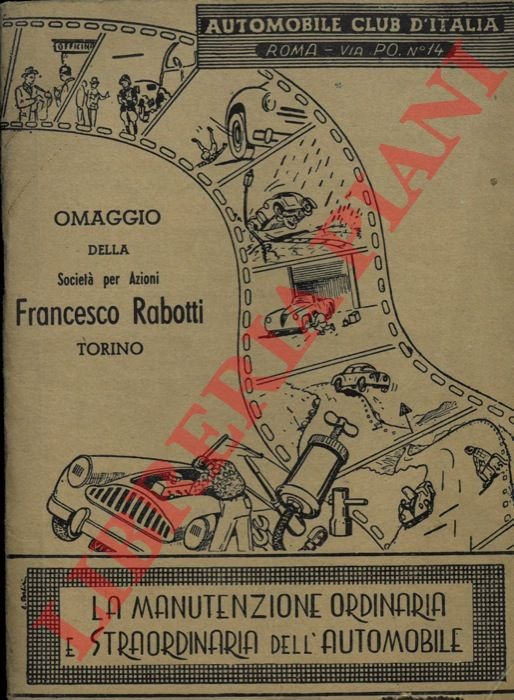 AUTOMOBILE CLUB D'ITALIA
ROMA - VIA PO. N° 14
OFFICINA
OMAGGIO
DELLA
Società per Azioni
Francesco Rabotti
TORINO
LA MANUTENZIONE ORDINARIA
E STRAORDINARIA DELL'AUTOMOBILE
LIBRERIA PIANI